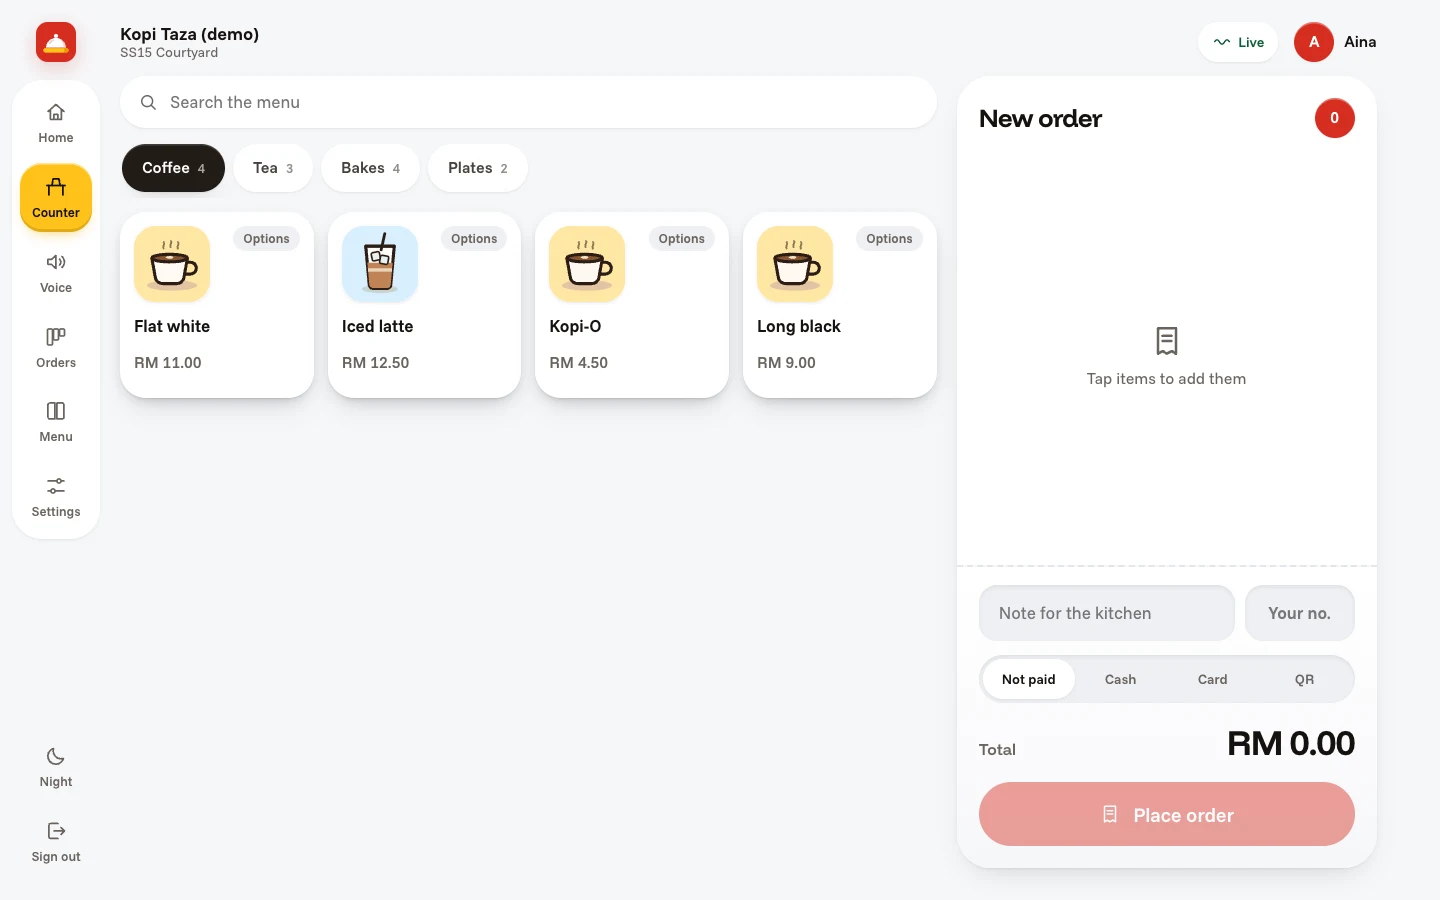 Kopi Taza (demo)
SS15 Courtyard
Live
A
Aina
Home
Counter
Voice
Orders
Menu
Settings
Night
Sign out
Search the menu
Coffee 4
Tea 3
Bakes 4
Plates 2
Options
Flat white
RM 11.00
Options
Iced latte
RM 12.50
Options
Kopi-O
RM 4.50
Options
Long black
RM 9.00
New order
0
Tap items to add them
Note for the kitchen
Your no.
Not paid
Cash
Card
QR
Total
RM 0.00
Place order